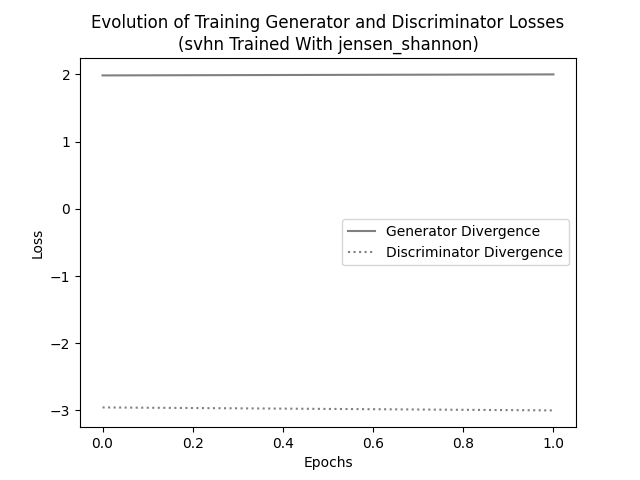 Evolution of Training Generator and Discriminator Losses
(svhn Trained With jensen_shannon)
2
1
0
−1
−2
−3
Loss
Generator Divergence
Discriminator Divergence
0.0 0.2 0.4 0.6 0.8 1.0
Epochs